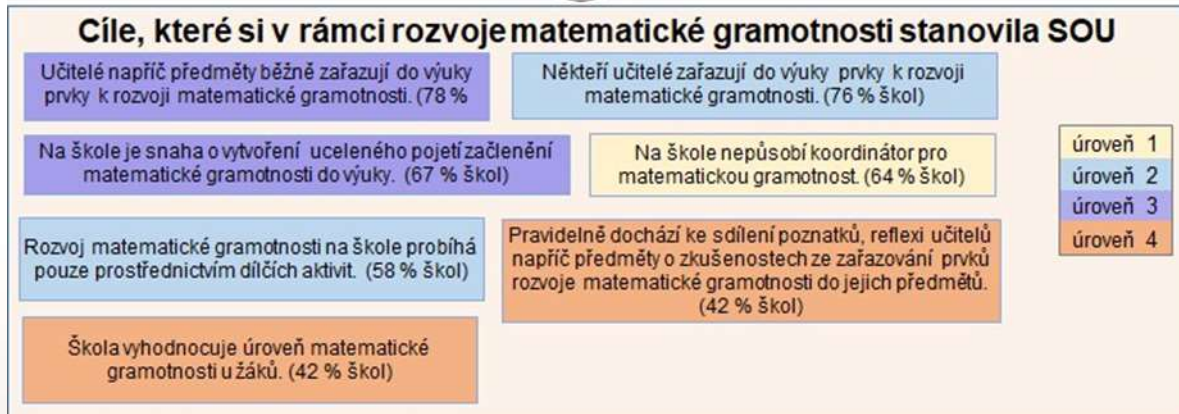 Cíle, které si v rámci rozvoje matematické gramotnosti stanovila SOU
Učitelé napříč předměty běžně zařazují do výuky
prvky k rozvoji matematické gramotnosti. (78 %
Někteří učitelé zařazují do výuky prvky k rozvoji
matematické gramotnosti. (76 % škol)
Na škole je snaha o vytvoření uceleného pojetí začlenění
matematické gramotnosti do výuky. (67 % škol)
Na škole nepůsobí koordinátor pro
matematickou gramotnost. (64 % škol)
úroveň 1
úroveň 2
úroveň 3
úroveň 4
Rozvoj matematické gramotnosti na škole probíhá
pouze prostřednictvím dílčích aktivit. (58 % škol)
Pravidelně dochází ke sdílení poznatků, reflexi učitelů
napříč předměty o zkušenostech ze zařazování prvků
rozvoje matematické gramotnosti do jejich předmětů.
(42 % škol)
Škola vyhodnocuje úroveň matematické
gramotnosti u žáků. (42 % škol)